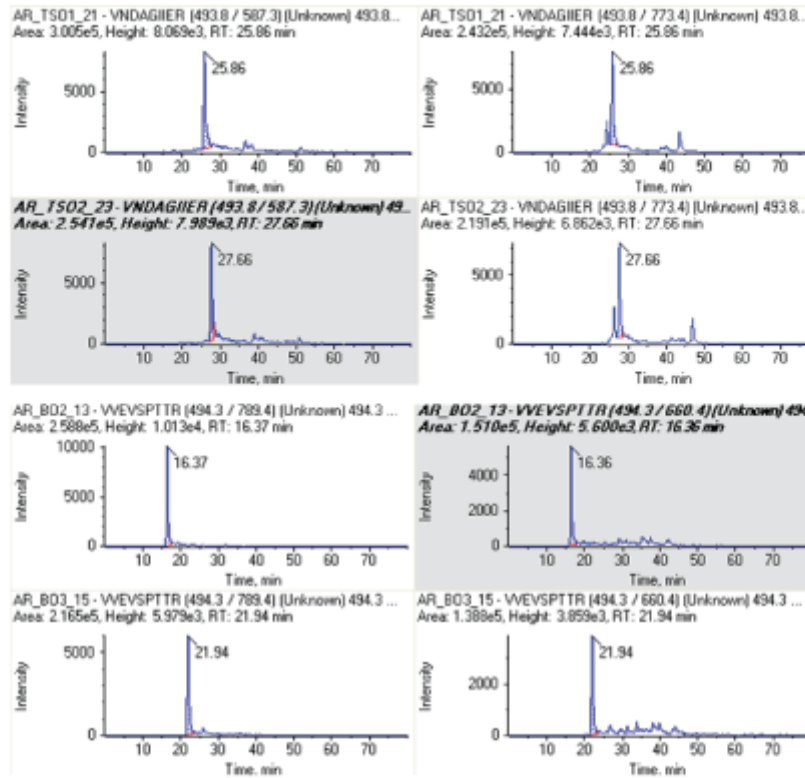 AR_TS01_21 - VNDAGIIER (493.8 / 587.3) (Unknown) 493.8...
Area: 3.005e5, Height: 8.069e3, RT: 25.86 min
25.86
5000
0
Intensity
10 20 30 40 50 60 70
Time, min
AR_TS01_21 - VNDAGIIER (493.8 / 773.4) (Unknown) 493.8...
Area: 2.432e5, Height: 7.444e3, RT: 25.86 min
25.86
5000
0
Intensity
10 20 30 40 50 60 70
Time, min
AR_TS02_23 - VNDAGIIER (493.8 / 587.3) (Unknown) 49...
Area: 2.541e5, Height: 7.989e3, RT: 27.66 min
27.66
5000
0
Intensity
10 20 30 40 50 60 70
Time, min
AR_TS02_23 - VNDAGIIER (493.8 / 773.4) (Unknown) 493.8...
Area: 2.191e5, Height: 6.862e3, RT: 27.66 min
27.66
5000
0
Intensity
10 20 30 40 50 60 70
Time, min
AR_B02_13 - VVEVSPTTR (494.3 / 789.4) (Unknown) 494.3 ...
Area: 2.588e5, Height: 1.013e4, RT: 16.37 min
10000
16.37
5000
0
Intensity
10 20 30 40 50 60 70
Time, min
AR_B02_13 - VVEVSPTTR (494.3 / 660.4) (Unknown) 494
Area: 1.510e5, Height: 5.600e3, RT: 16.36 min
16.36
4000
2000
0
Intensity
10 20 30 40 50 60 70
Time, min
AR_B03_15 - VVEVSPTTR (494.3 / 789.4) (Unknown) 494.3 ...
Area: 2.165e5, Height: 5.979e3, RT: 21.94 min
5000
21.94
0
Intensity
10 20 30 40 50 60 70
Time, min
AR_B03_15 - VVEVSPTTR (494.3 / 660.4) (Unknown) 494.3 ...
Area: 1.388e5, Height: 3.859e3, RT: 21.94 min
21.94
2000
0
Intensity
10 20 30 40 50 60 70
Time, min